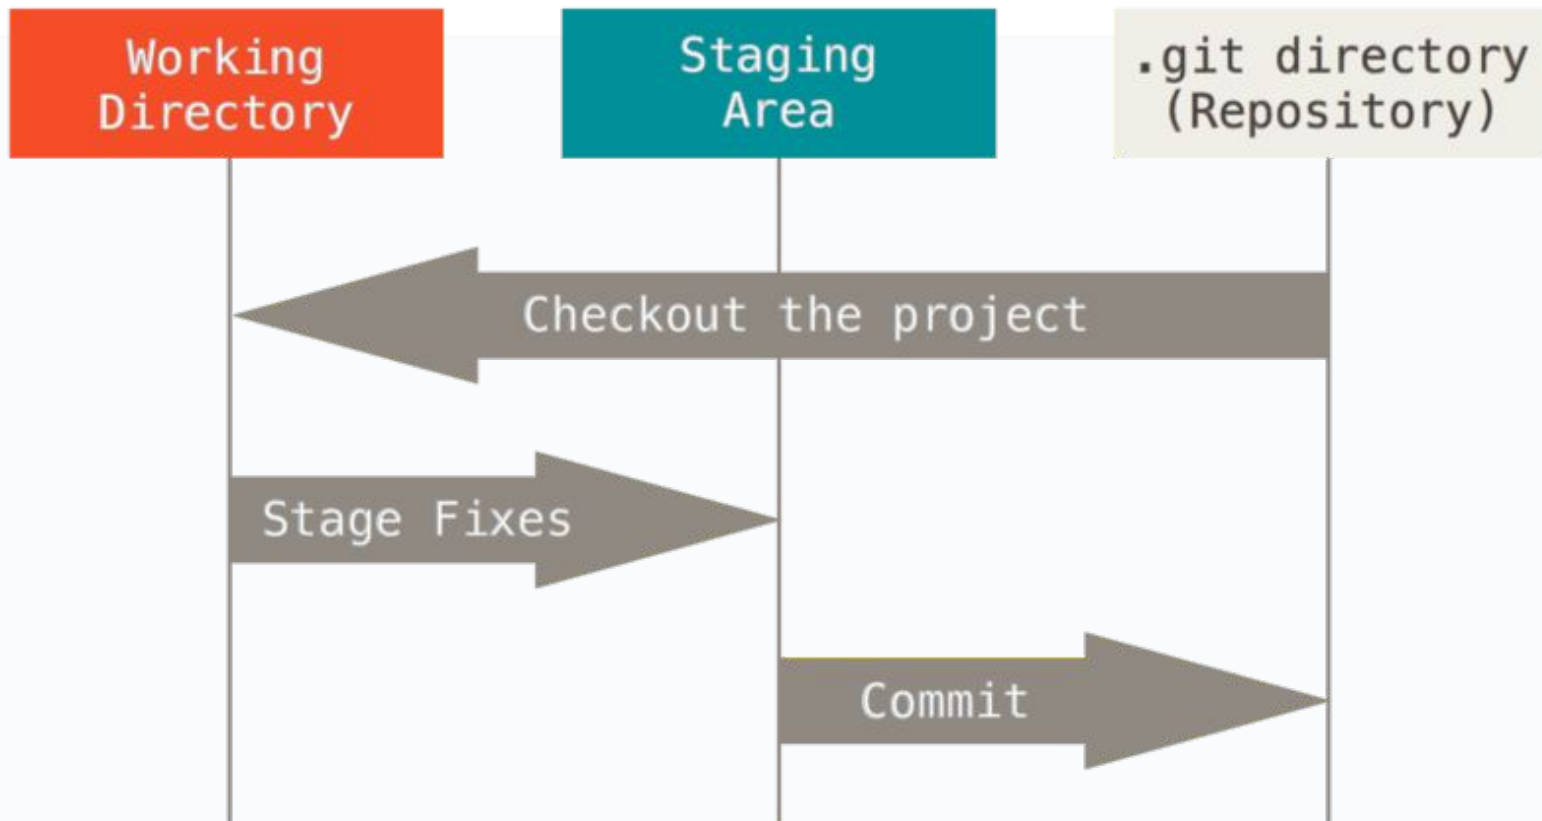 Working
Directory
Staging
Area
.git directory
(Repository)
Checkout the project
Stage Fixes
Commit